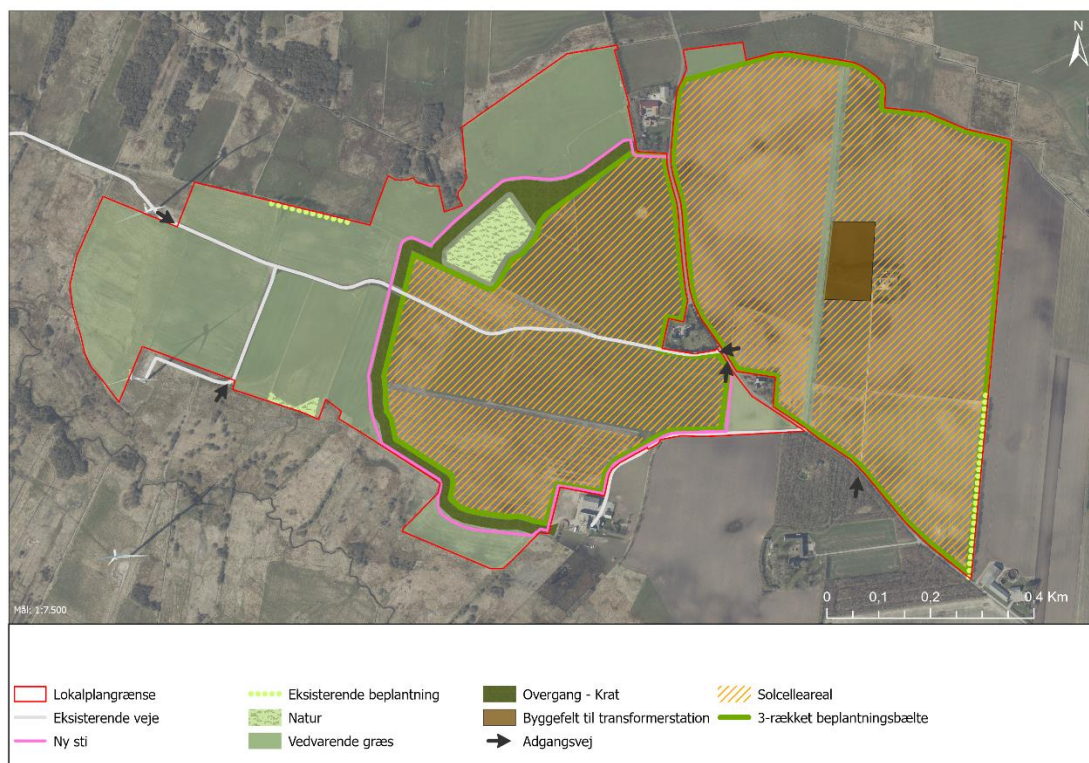 N
Mål: 1:7.500
0 0,1 0,2 0,4 Km
Lokalplangrænse
Eksisterende veje
Ny sti
Eksisterende beplantning
Natur
Vedvarende græs
Overgang - Krat
Byggefelt til transformerstation
Adgangsvej
Solcelleareal
3-rækket beplantningsbælte